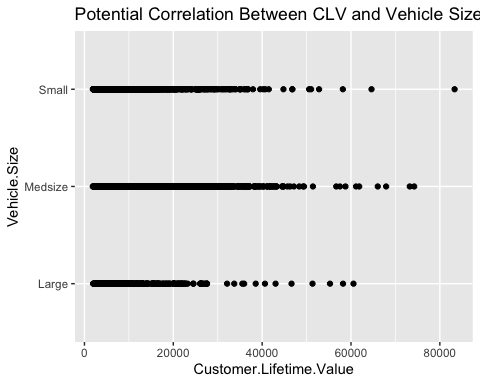 Potential Correlation Between CLV and Vehicle Size
Small
Medsize
Large
Vehicle.Size
0 20000 40000 60000 80000
Customer.Lifetime.Value